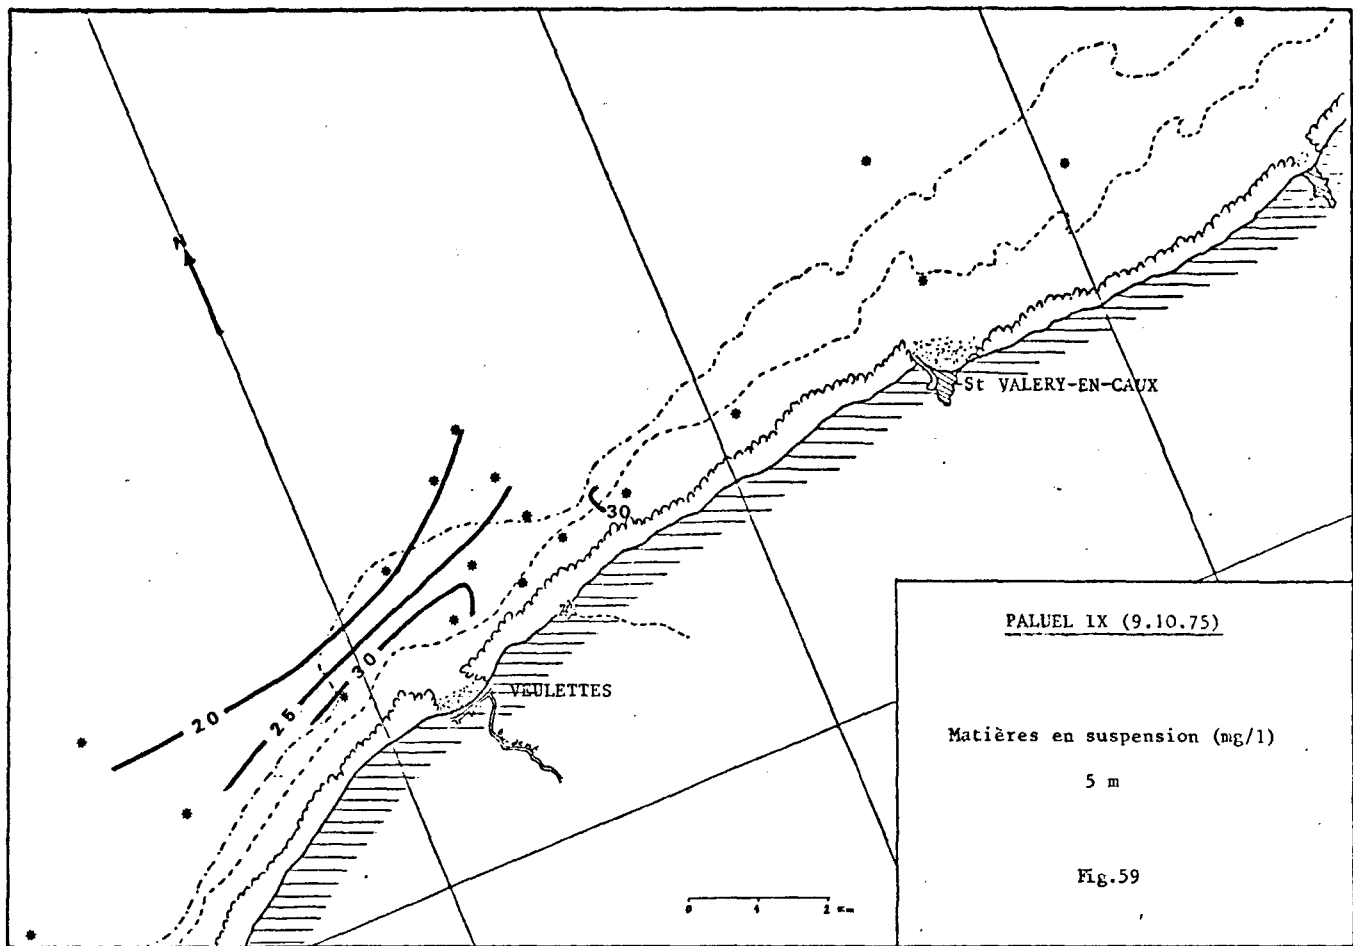 N
St VALERY-EN-CAUX
30
30
VEULETTES
25
20
PALUEL IX (9.10.75)
Matières en suspension (mg/l)
5 m
Fig.59
0 1 2 km